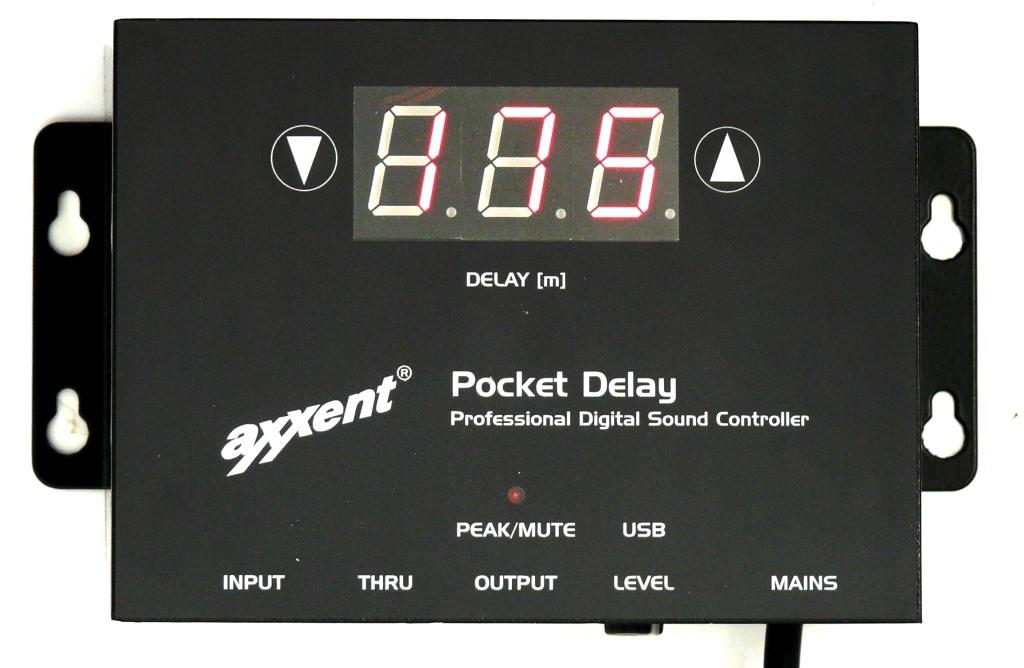 175
DELAY [m]
axxent®
Pocket Delay
Professional Digital Sound Controller
PEAK/MUTE USB
INPUT THRU OUTPUT LEVEL MAINS